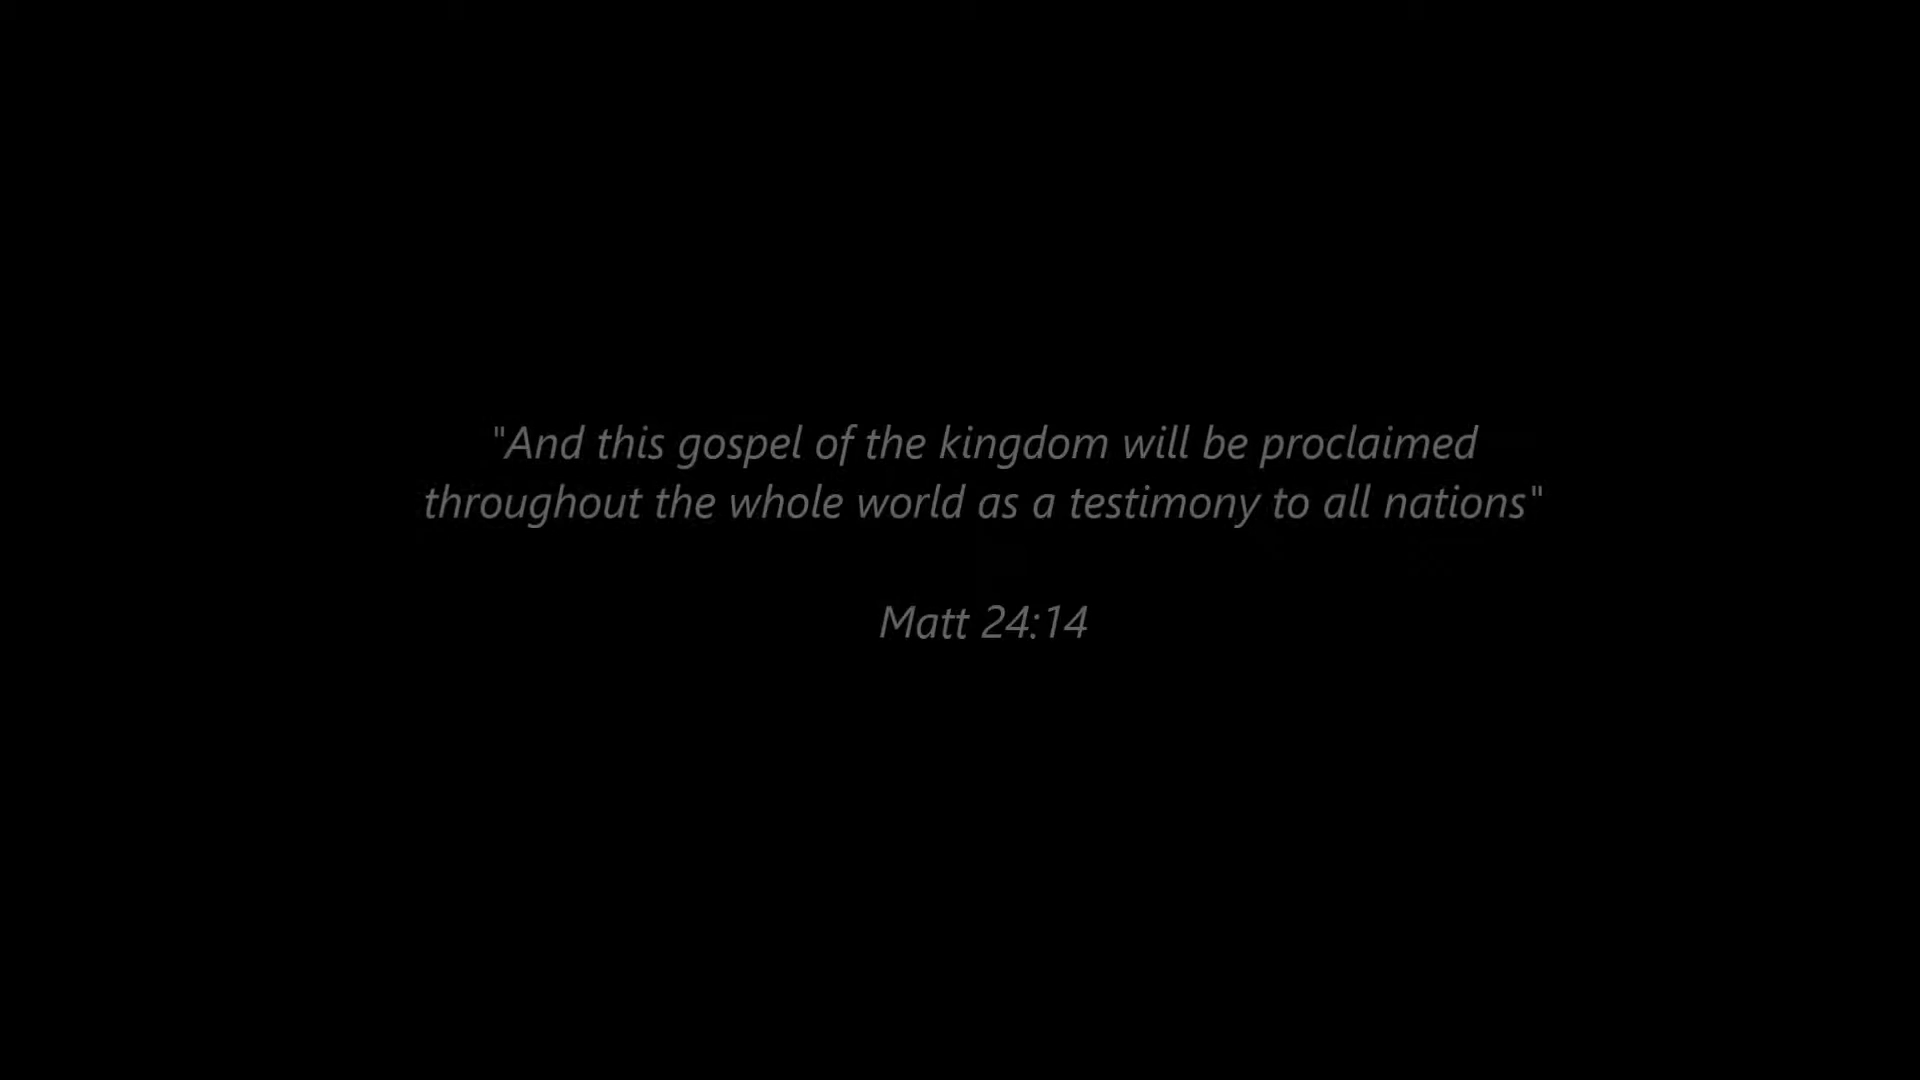 "And this gospel of the kingdom will be proclaimed
throughout the whole world as a testimony to all nations"
Matt 24:14